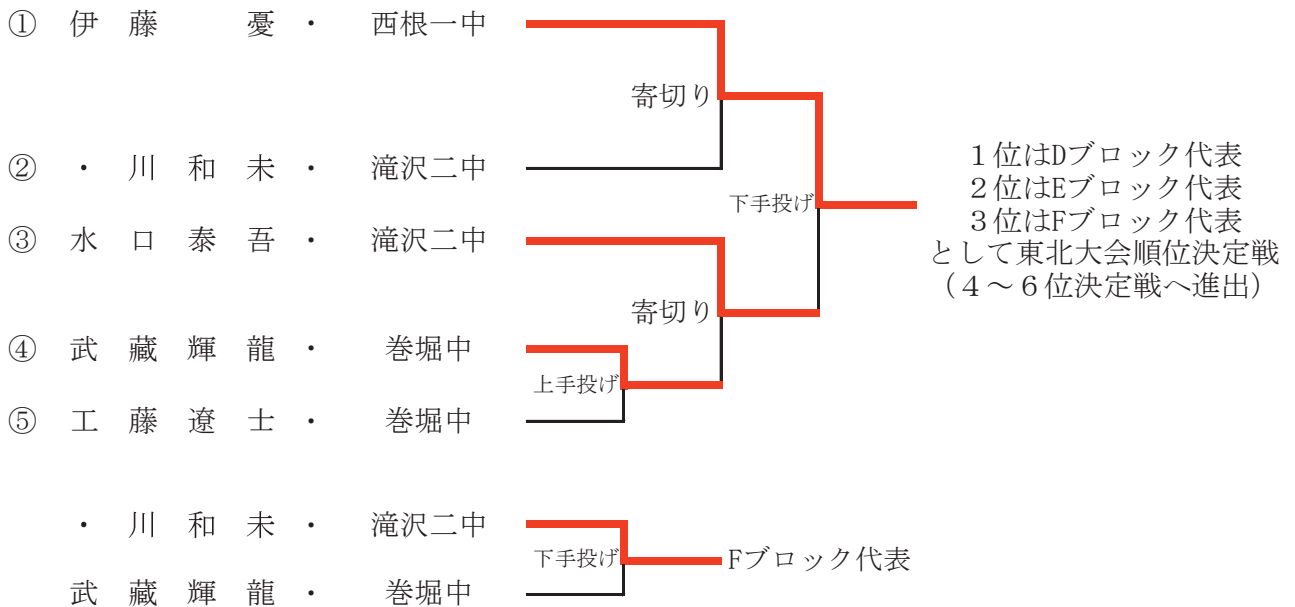 ① 伊藤 憂・ 西根一中
寄切り
② ・川和未・ 滝沢二中
1位はDブロック代表
2位はEブロック代表
下手投げ
3位はFブロック代表
③ 水口泰吾・ 滝沢二中
として東北大会順位決定戦
(4～6位決定戦へ進出)
寄切り
④ 武藏輝龍・ 巻堀中
上手投げ
⑤ 工藤遼士・ 巻堀中
・川和未・ 滝沢二中
下手投げ
Fブロック代表
武藏輝龍・ 巻堀中